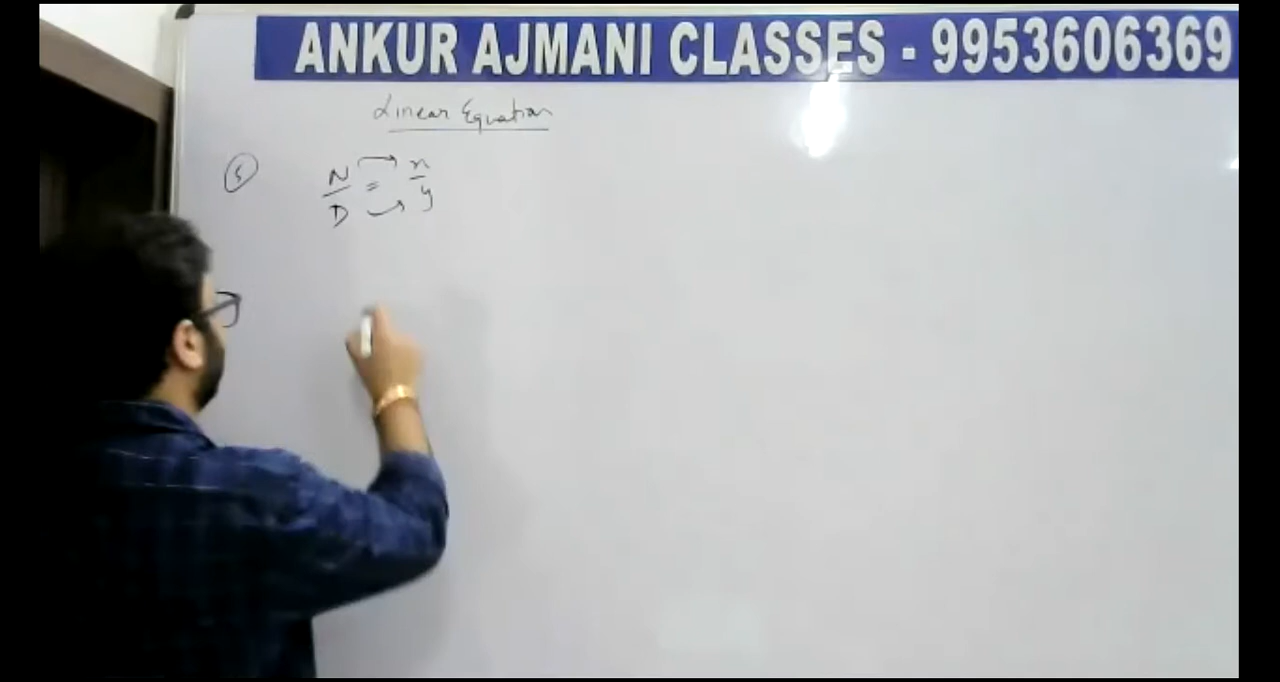 ANKUR AJMANI CLASSES - 9953606369
Linear Equation
5
N/D = x/y